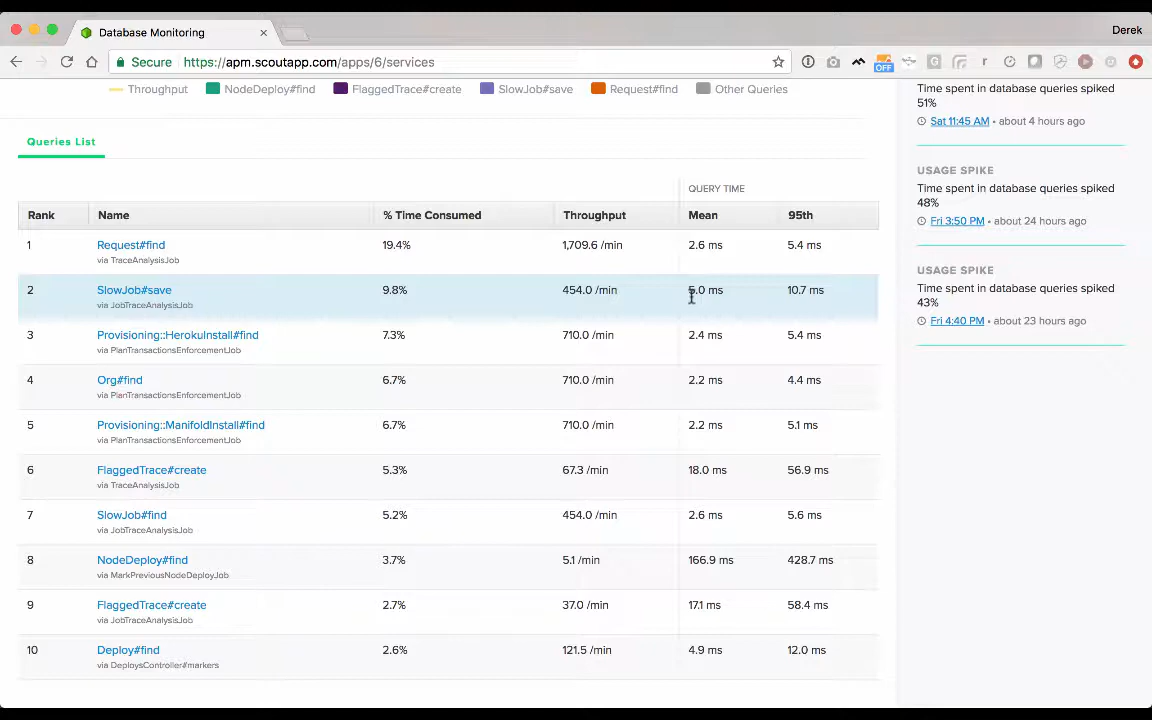 Database Monitoring
Derek
Secure
https://apm.scoutapp.com/apps/6/services
OFF
Throughput
NodeDeploy#find
FlaggedTrace#create
SlowJob#save
Request#find
Other Queries
Queries List
QUERY TIME
Rank Name % Time Consumed Throughput Mean 95th
1 Request#find 19.4% 1,709.6 /min 2.6 ms 5.4 ms
via TraceAnalysisJob
2 SlowJob#save 9.8% 454.0 /min 5.0 ms 10.7 ms
via JobTraceAnalysisJob
3 Provisioning::HerokuInstall#find 7.3% 710.0 /min 2.4 ms 5.4 ms
via PlanTransactionsEnforcementJob
4 Org#find 6.7% 710.0 /min 2.2 ms 4.4 ms
via PlanTransactionsEnforcementJob
5 Provisioning::ManifoldInstall#find 6.7% 710.0 /min 2.2 ms 5.1 ms
via PlanTransactionsEnforcementJob
6 FlaggedTrace#create 5.3% 67.3 /min 18.0 ms 56.9 ms
via TraceAnalysisJob
7 SlowJob#find 5.2% 454.0 /min 2.6 ms 5.6 ms
via JobTraceAnalysisJob
8 NodeDeploy#find 3.7% 5.1 /min 166.9 ms 428.7 ms
via MarkPreviousNodeDeployJob
9 FlaggedTrace#create 2.7% 37.0 /min 17.1 ms 58.4 ms
via JobTraceAnalysisJob
10 Deploy#find 2.6% 121.5 /min 4.9 ms 12.0 ms
via DeploysController#markers
Time spent in database queries spiked
51%
Sat 11:45 AM • about 4 hours ago
USAGE SPIKE
Time spent in database queries spiked
48%
Fri 3:50 PM • about 24 hours ago
USAGE SPIKE
Time spent in database queries spiked
43%
Fri 4:40 PM • about 23 hours ago